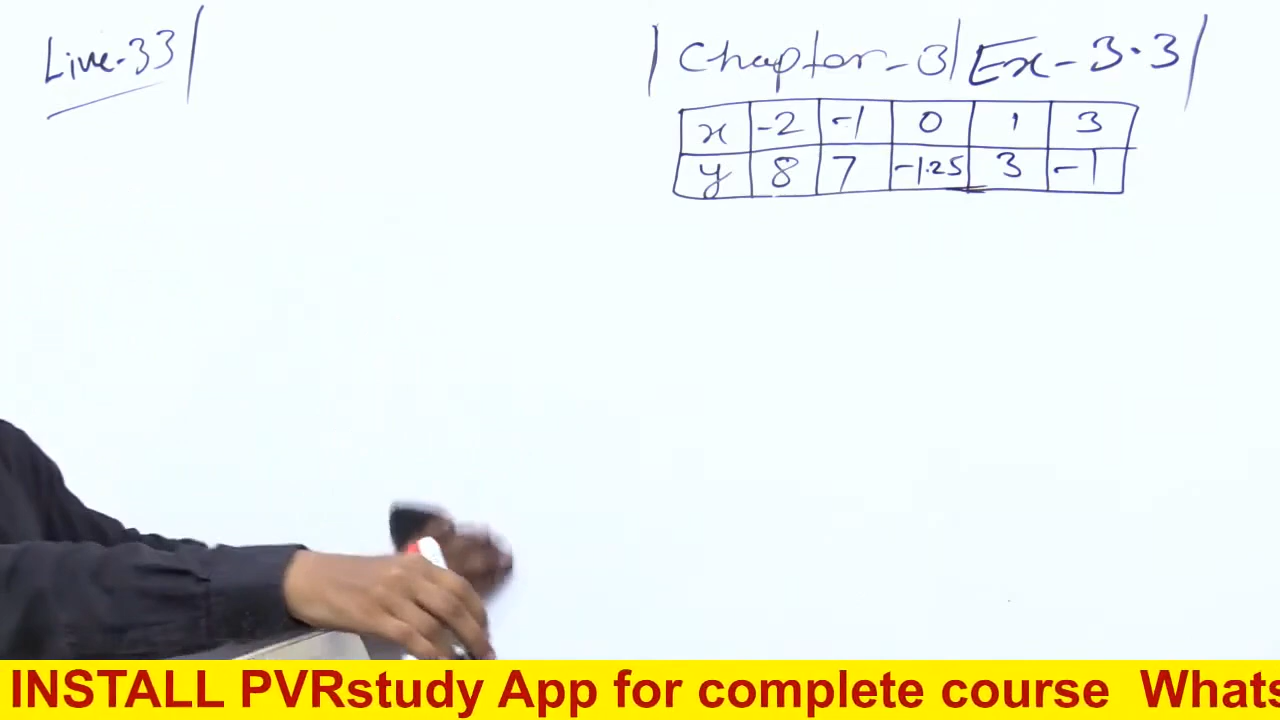 Live-33
Chapter-3 Ex-3.3
x -2 -1 0 1 3
y 8 7 -1.25 3 -1
INSTALL PVRstudy App for complete course Whats